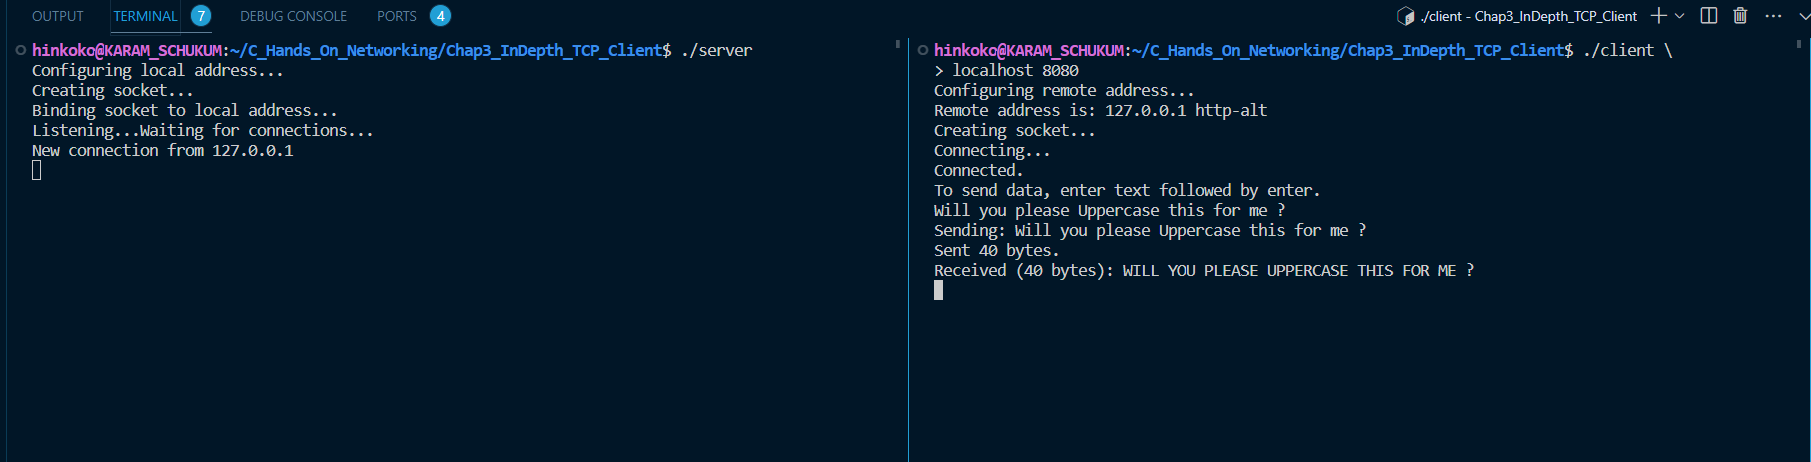 OUTPUT TERMINAL 7 DEBUG CONSOLE PORTS 4 ./client - Chap3_InDepth_TCP_Client
hinkoko@KARAM_SCHUKUM:~/C_Hands_On_Networking/Chap3_InDepth_TCP_Client$ ./server
Configuring local address...
Creating socket...
Binding socket to local address...
Listening...Waiting for connections...
New connection from 127.0.0.1
hinkoko@KARAM_SCHUKUM:~/C_Hands_On_Networking/Chap3_InDepth_TCP_Client$ ./client \
> localhost 8080
Configuring remote address...
Remote address is: 127.0.0.1 http-alt
Creating socket...
Connecting...
Connected.
To send data, enter text followed by enter.
Will you please Uppercase this for me ?
Sending: Will you please Uppercase this for me ?
Sent 40 bytes.
Received (40 bytes): WILL YOU PLEASE UPPERCASE THIS FOR ME ?